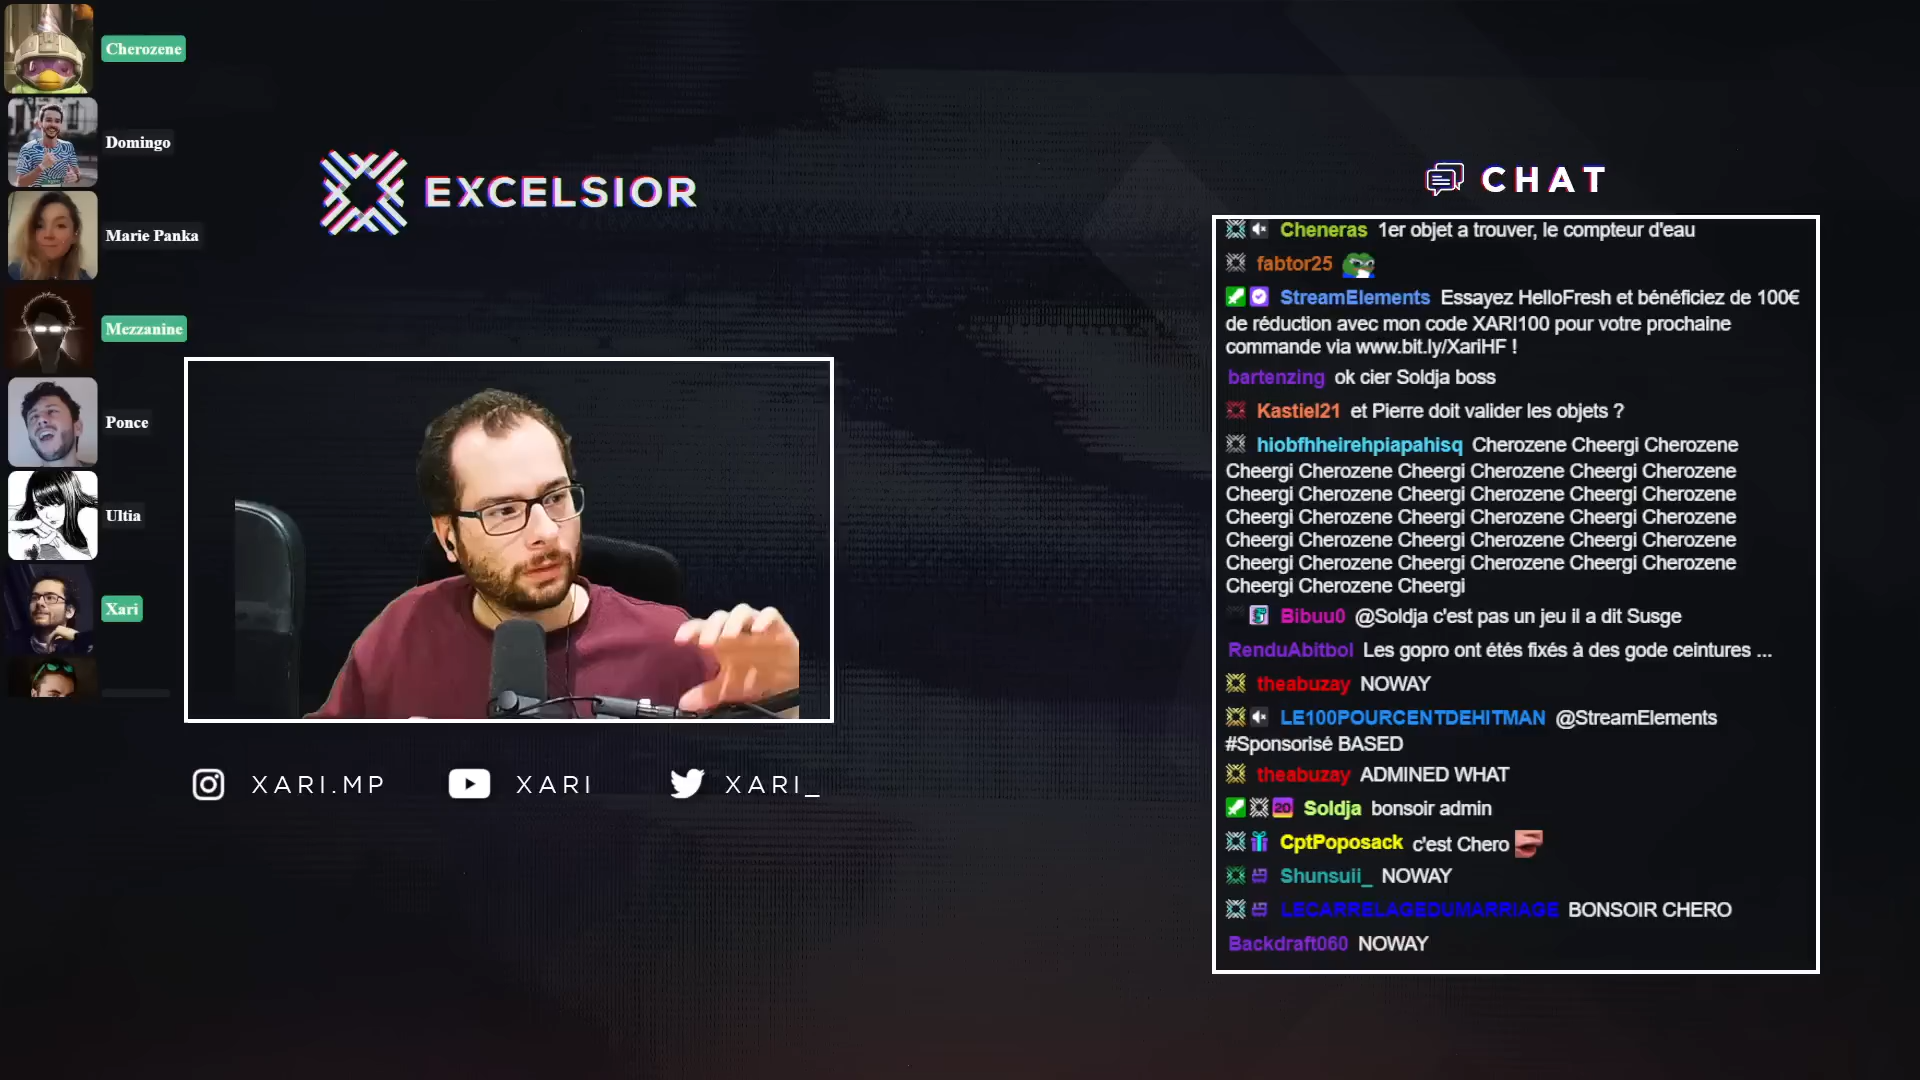 Cherozene
Domingo
Marie Panka
Mezzanine
Ponce
Ultia
Xari
EXCELSIOR
XARI.MP
XARI
XARI_
CHAT
Cheneras 1er objet a trouver, le compteur d'eau
fabtor25
StreamElements Essayez HelloFresh et bénéficiez de 100€
de réduction avec mon code XARI100 pour votre prochaine
commande via www.bit.ly/XariHF !
bartenzing ok cier Soldja boss
Kastiel21 et Pierre doit valider les objets ?
hiobfhheirehpiapahisq Cherozene Cheergi Cherozene
Cheergi Cherozene Cheergi Cherozene Cheergi Cherozene
Cheergi Cherozene Cheergi Cherozene Cheergi Cherozene
Cheergi Cherozene Cheergi Cherozene Cheergi Cherozene
Cheergi Cherozene Cheergi Cherozene Cheergi Cherozene
Cheergi Cherozene Cheergi Cherozene Cheergi Cherozene
Cheergi Cherozene Cheergi
Bibuu0 @Soldja c'est pas un jeu il a dit Susge
RenduAbitbol Les gopro ont étés fixés à des gode ceintures ...
theabuzay NOWAY
LE100POURCENTDEHITMAN @StreamElements
#Sponsorisé BASED
theabuzay ADMINED WHAT
20 Soldja bonsoir admin
CptPoposack c'est Chero
Shunsuii_ NOWAY
LECARRELAGEDUMARRIAGE BONSOIR CHERO
Backdraft060 NOWAY